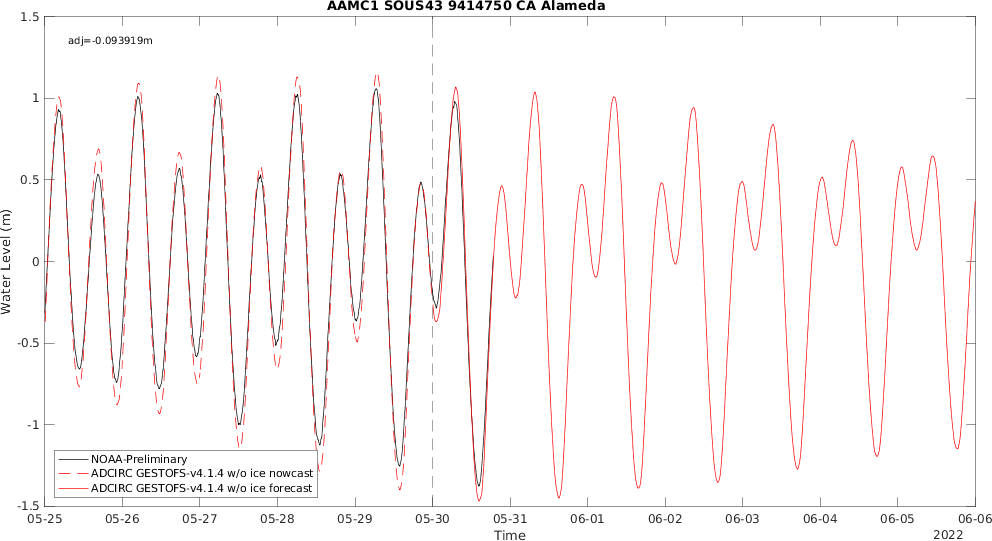 AAMC1 SOUS43 9414750 CA Alameda
adj=-0.093919m
Water Level (m)
1.5
1
0.5
0
-0.5
-1
-1.5
NOAA-Preliminary
ADCIRC GESTOFS-v4.1.4 w/o ice nowcast
ADCIRC GESTOFS-v4.1.4 w/o ice forecast
05-25 05-26 05-27 05-28 05-29 05-30 05-31 06-01 06-02 06-03 06-04 06-05 06-06
Time
2022